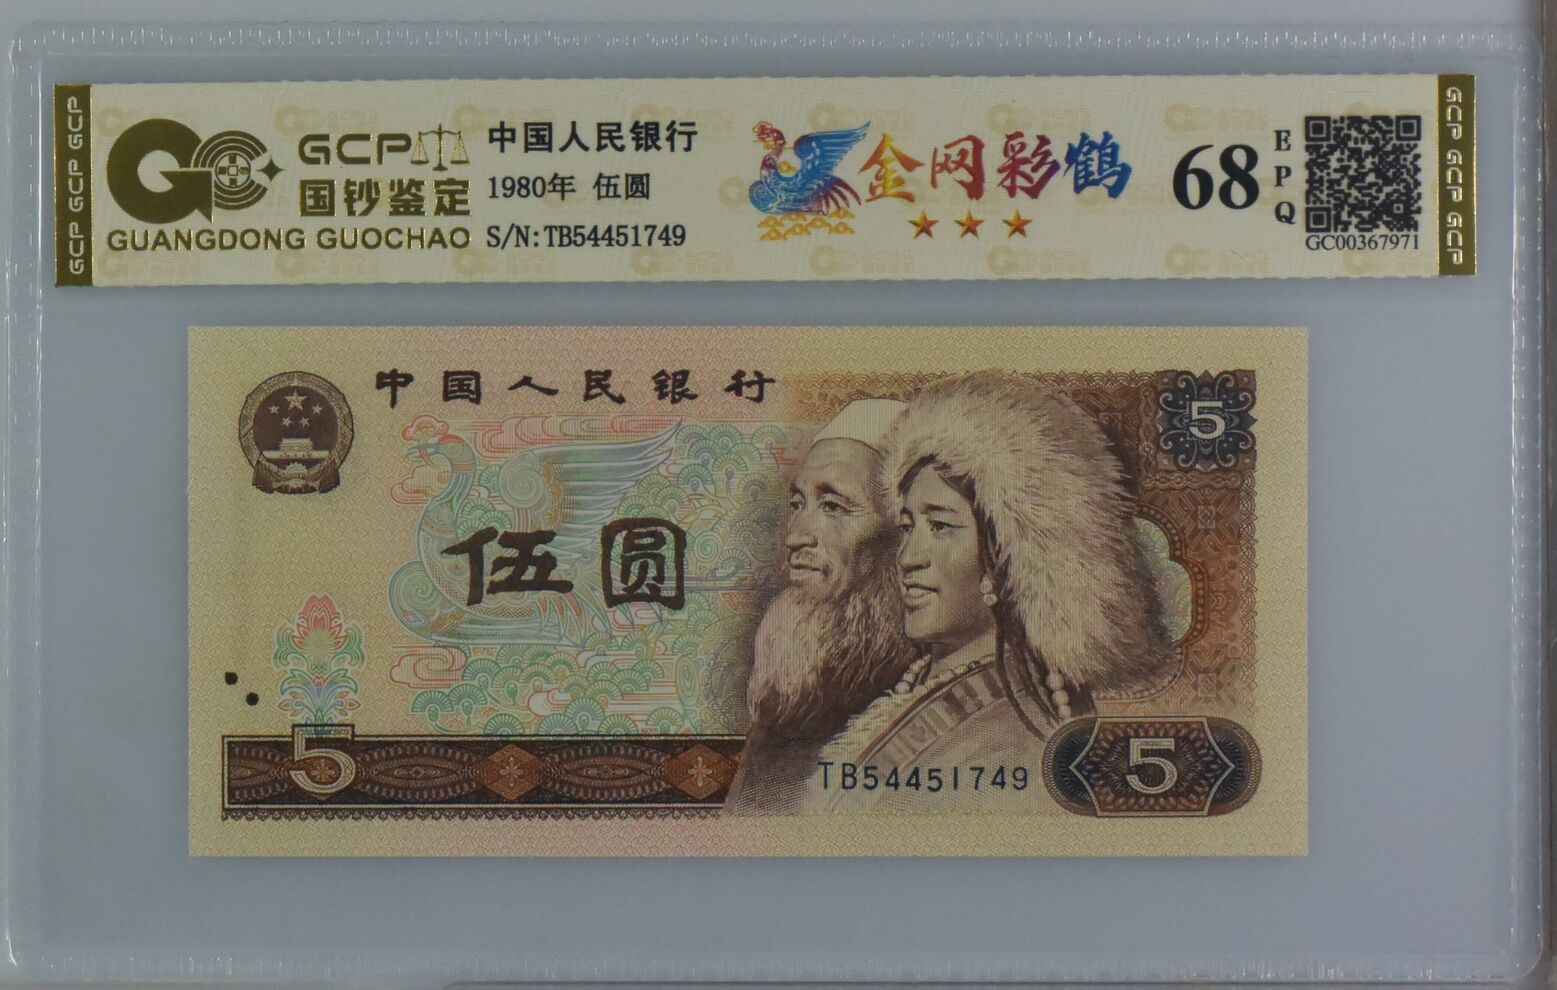 GCP GCP GCP
GCP
国钞鉴定
GUANGDONG GUOCHAO
中国人民银行
1980年 伍圆
S/N:TB54451749
金网彩鹤
★★★
68
EPQ
GC00367971
GCP GCP GCP
中国人民银行
5
伍圆
5
TB54451749
5